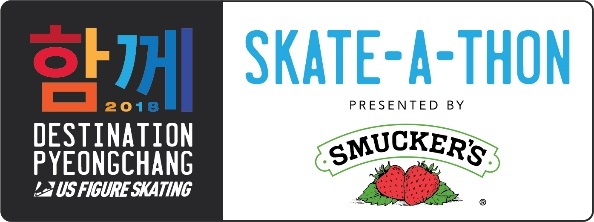 함께
2018
DESTINATION
PYEONGCHANG
US FIGURE SKATING
SKATE-A-THON
PRESENTED BY
SMUCKER'S
®